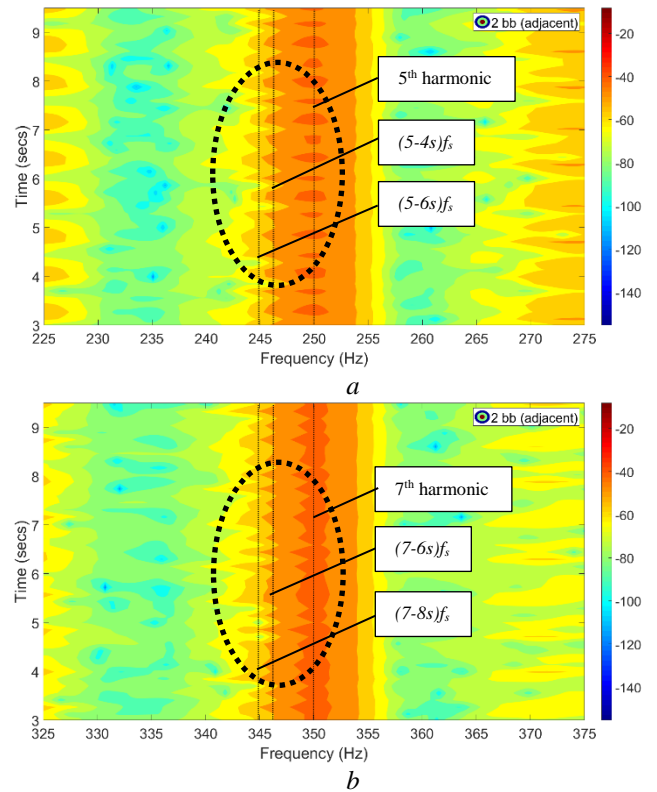 2 bb (adjacent)
9
8
7
6
5
4
3
Time (secs)
5th harmonic
(5-4s)fs
(5-6s)fs
-20
-40
-60
-80
-100
-120
-140
225 230 235 240 245 250 255 260 265 270 275
Frequency (Hz)
a
2 bb (adjacent)
9
8
7
6
5
4
3
Time (secs)
7th harmonic
(7-6s)fs
(7-8s)fs
-20
-40
-60
-80
-100
-120
-140
325 330 335 340 345 350 355 360 365 370 375
Frequency (Hz)
b